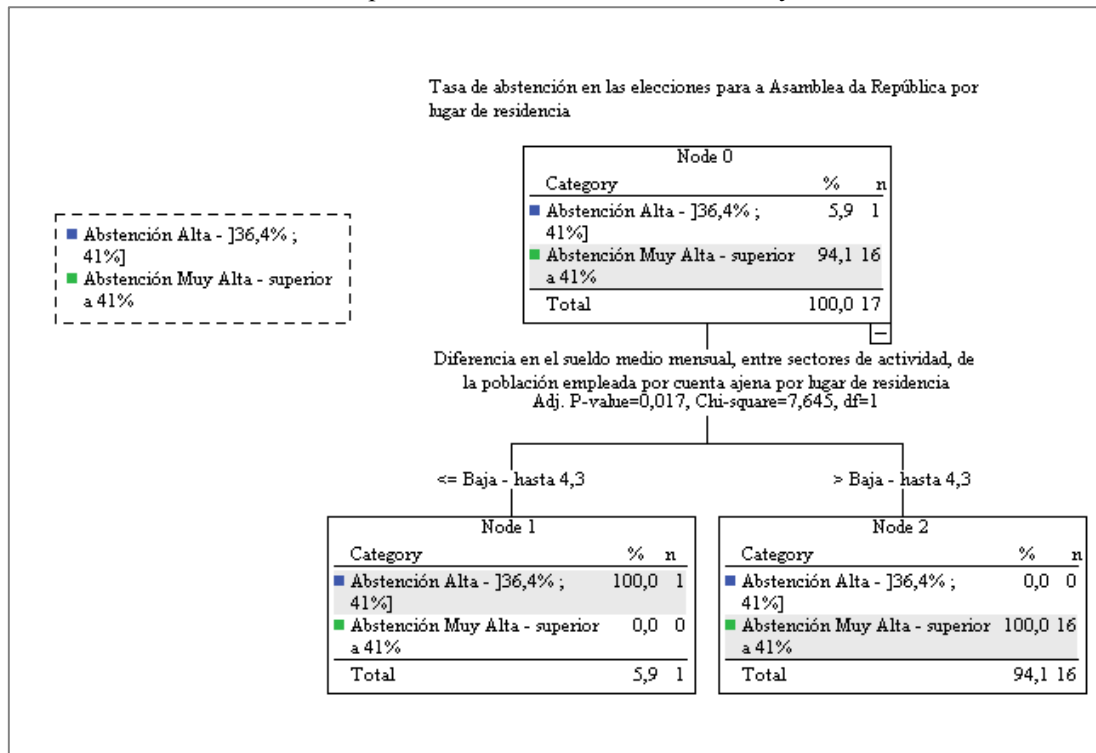 Tasa de abstención en las elecciones para a Asamblea da República por
lugar de residencia
Node 0
Category % n
Abstención Alta - ]36,4% ; 5,9 1
41%]
Abstención Muy Alta - superior 94,1 16
a 41%
Total 100,0 17
Abstención Alta - ]36,4% ;
41%]
Abstención Muy Alta - superior
a 41%
Diferencia en el sueldo medio mensual, entre sectores de actividad, de
la población empleada por cuenta ajena por lugar de residencia
Adj. P-value=0,017, Chi-square=7,645, df=1
<= Baja - hasta 4,3
> Baja - hasta 4,3
Node 1
Category % n
Abstención Alta - ]36,4% ; 100,0 1
41%]
Abstención Muy Alta - superior 0,0 0
a 41%
Total 5,9 1
Node 2
Category % n
Abstención Alta - ]36,4% ; 0,0 0
41%]
Abstención Muy Alta - superior 100,0 16
a 41%
Total 94,1 16